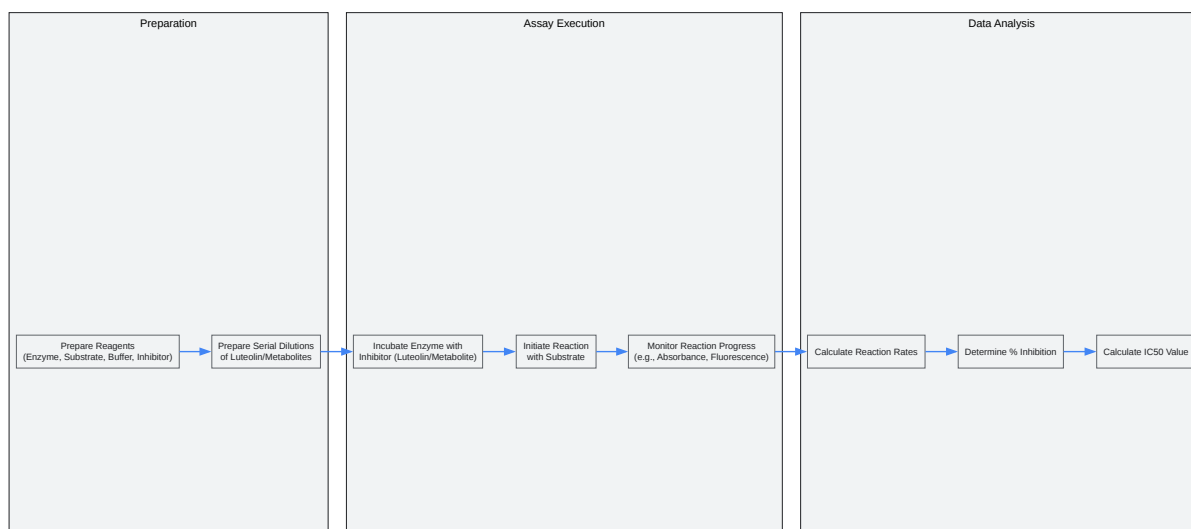 Preparation
Assay Execution
Data Analysis
Prepare Reagents
(Enzyme, Substrate, Buffer, Inhibitor)
Prepare Serial Dilutions
of Luteolin/Metabolites
Incubate Enzyme with
Inhibitor (Luteolin/Metabolite)
Initiate Reaction
with Substrate
Monitor Reaction Progress
(e.g., Absorbance, Fluorescence)
Calculate Reaction Rates
Determine % Inhibition
Calculate IC50 Value